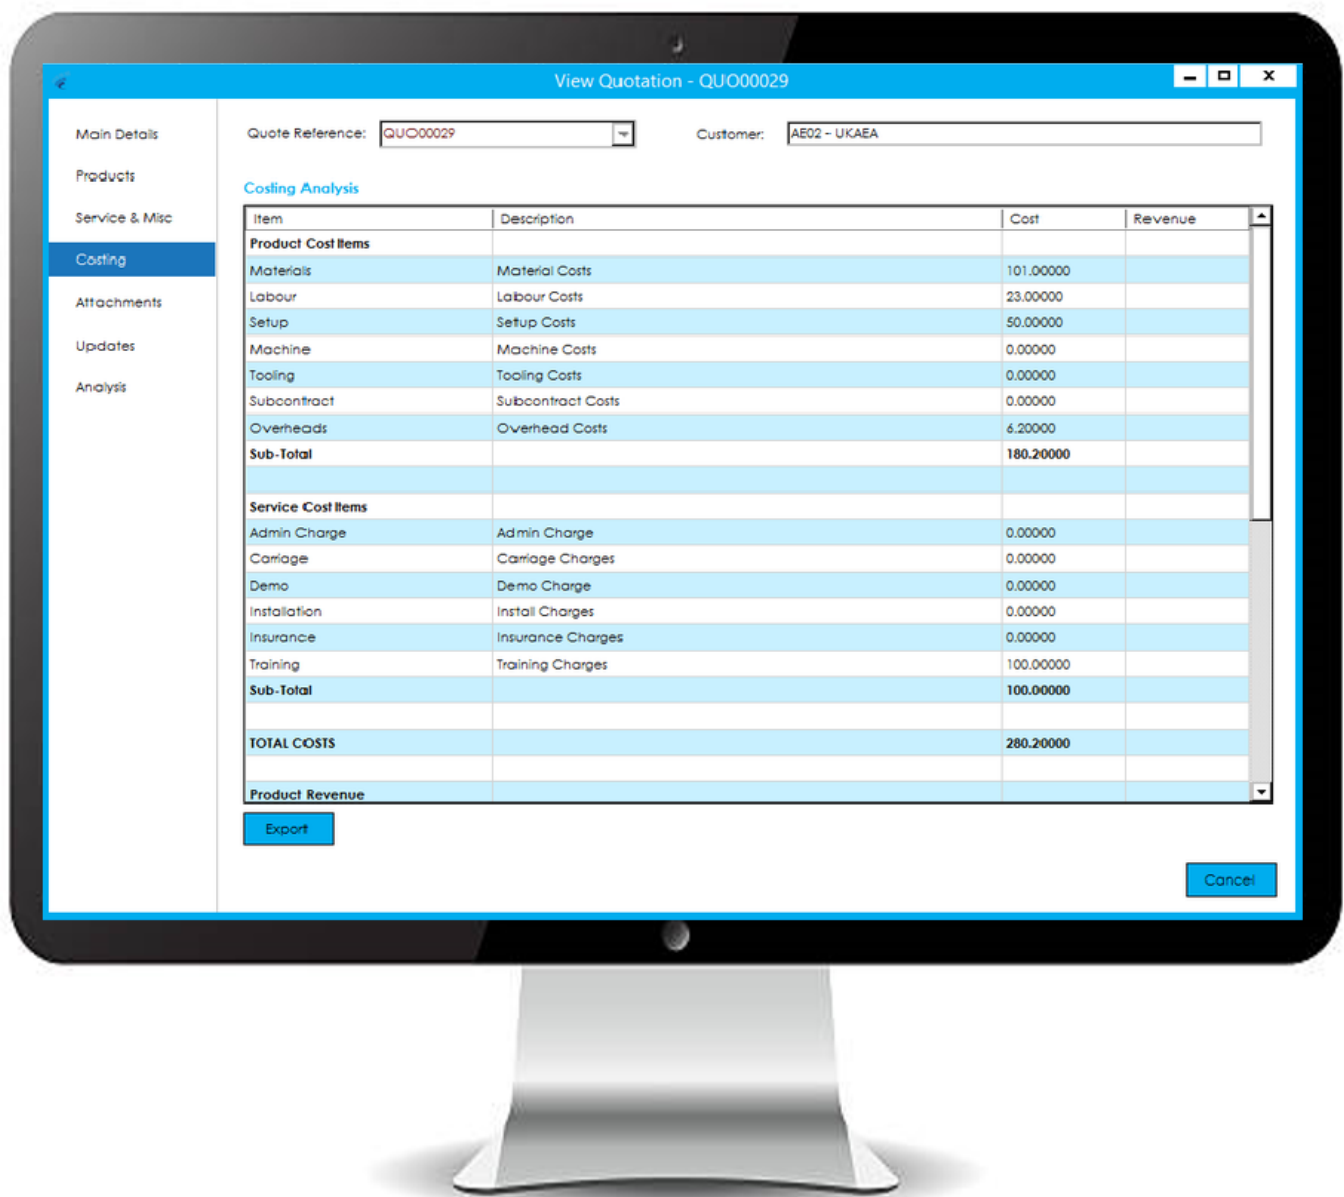 View Quotation - QUO00029
Main Details
Products
Service & Misc
Costing
Attachments
Updates
Analysis
Quote Reference: QUO00029 Customer: AE02 - UKAEA
Costing Analysis
Item Description Cost Revenue
Product Cost Items
Materials Material Costs 101.00000
Labour Labour Costs 23.00000
Setup Setup Costs 50.00000
Machine Machine Costs 0.00000
Tooling Tooling Costs 0.00000
Subcontract Subcontract Costs 0.00000
Overheads Overhead Costs 6.20000
Sub-Total 180.20000
Service Cost Items
Admin Charge Admin Charge 0.00000
Carriage Carriage Charges 0.00000
Demo Demo Charge 0.00000
Installation Install Charges 0.00000
Insurance Insurance Charges 0.00000
Training Training Charges 100.00000
Sub-Total 100.00000
TOTAL COSTS 280.20000
Product Revenue
Export
Cancel